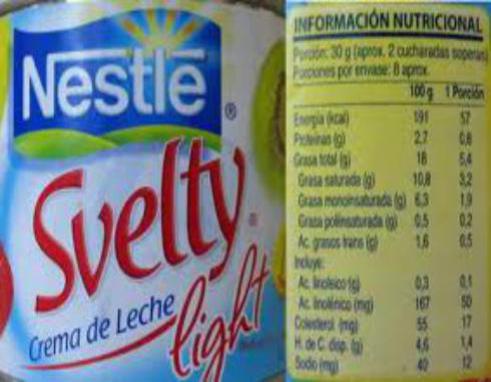 Nestlé
®
Svelty
®
Crema de Leche
light
INFORMACIÓN NUTRICIONAL
Porción: 30 g (aprox. 2 cucharadas soperas)
Porciones por envase: 8 aprox.
100 g 1 Porción
Energía (kcal) 191 57
Proteínas (g) 2,7 0,8
Grasa total (g) 18 5,4
Grasa saturada (g) 10,8 3,2
Grasa monoinsaturada (g) 6,3 1,9
Grasa poliinsaturada (g) 0,5 0,2
Ac. grasos trans (g) 1,6 0,5
Incluye:
Ac. linoleico (g) 0,3 0,1
Ac. linolénico (mg) 167 50
Colesterol (mg) 55 17
H. de C. disp. (g) 4,6 1,4
Sodio (mg) 40 12